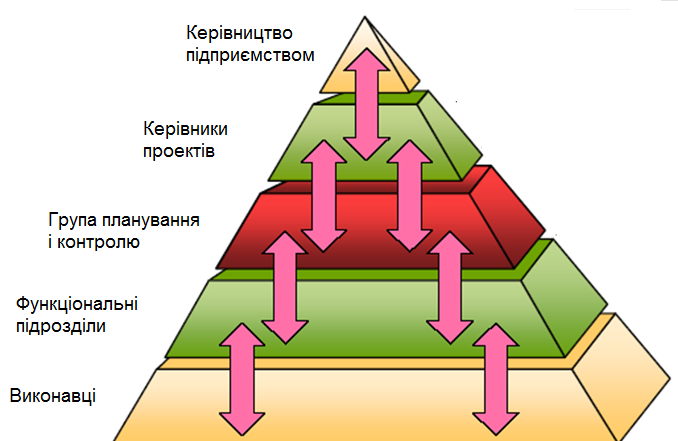 Керівництво
підприємством
Керівники
проектів
Група планування
і контролю
Функціональні
підрозділи
Виконавці